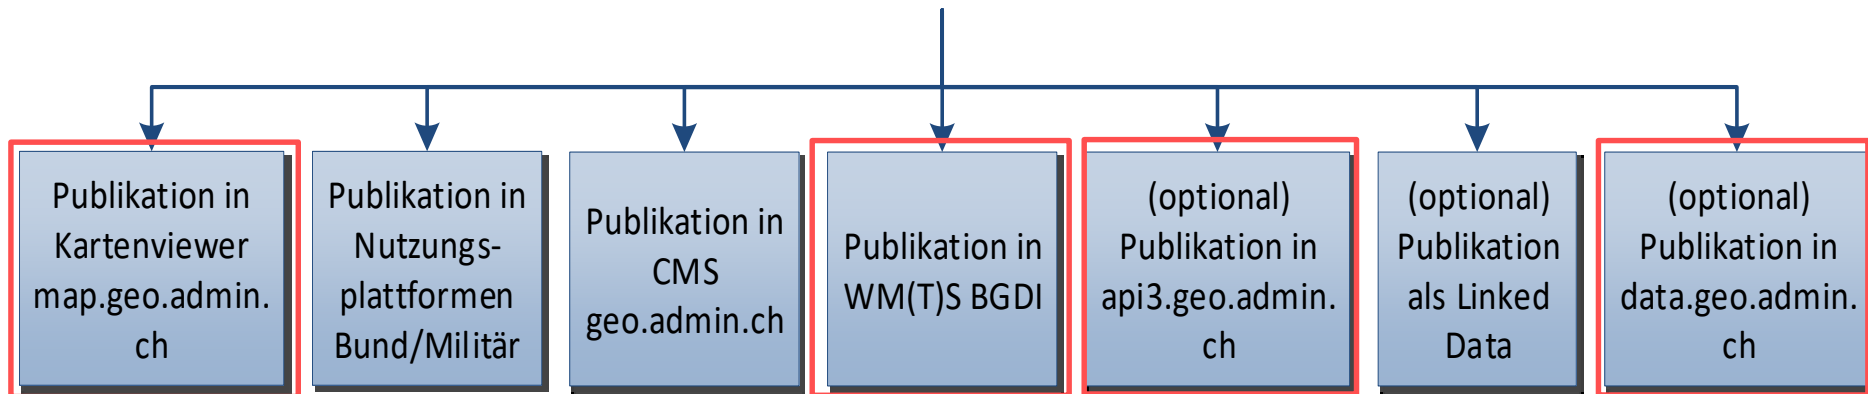 Publikation in
Kartenviewer
map.geo.admin.
ch
Publikation in
Nutzungs-
plattformen
Bund/Militär
Publikation in
CMS
geo.admin.ch
Publikation in
WM(T)S BGDI
(optional)
Publikation in
api3.geo.admin.
ch
(optional)
Publikation
als Linked
Data
(optional)
Publikation in
data.geo.admin.
ch